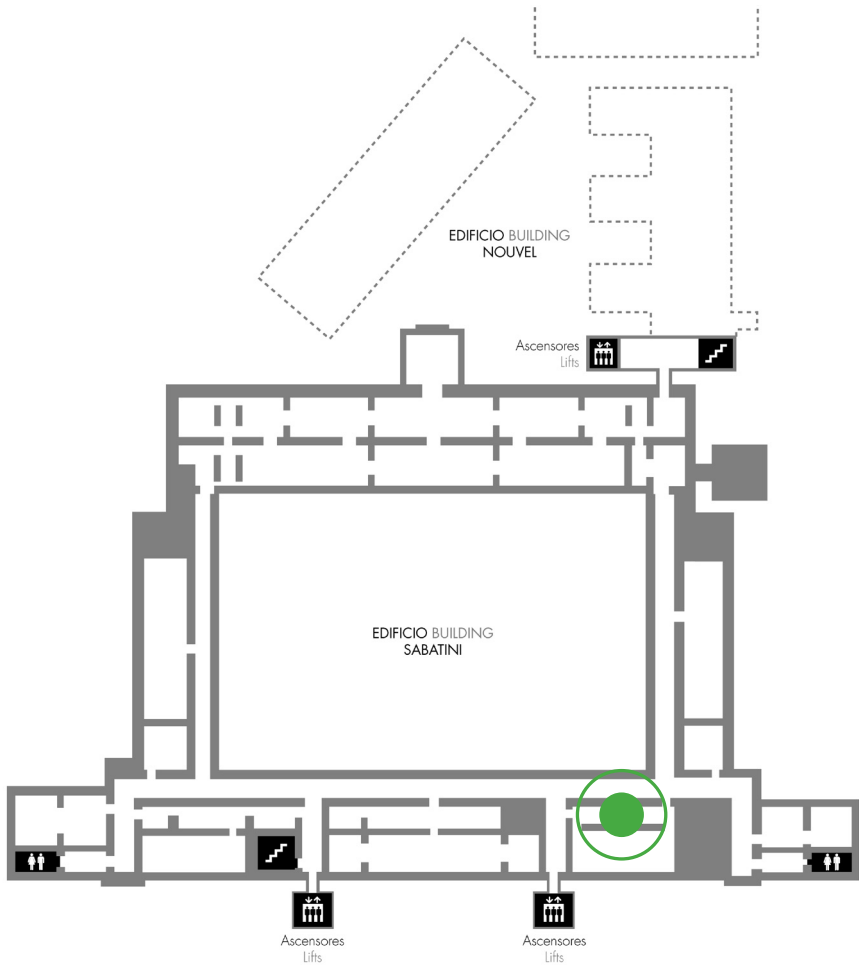 EDIFICIO BUILDING
NOUVEL
Ascensores
Lifts
EDIFICIO BUILDING
SABATINI
Ascensores
Lifts
Ascensores
Lifts